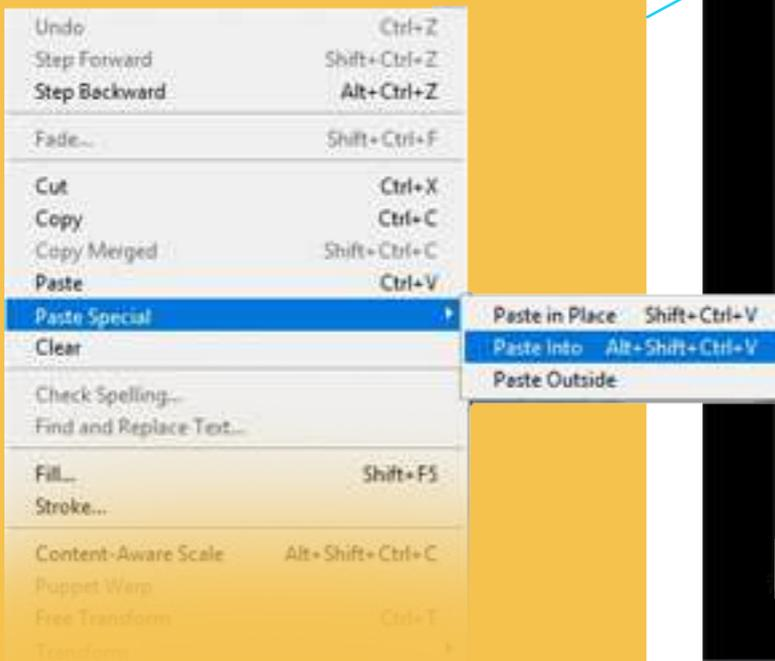 Undo Ctrl+Z
Step Forward Shift+Ctrl+Z
Step Backward Alt+Ctrl+Z
Fade... Shift+Ctrl+F
Cut Ctrl+X
Copy Ctrl+C
Copy Merged Shift+Ctrl+C
Paste Ctrl+V
Paste Special
Paste in Place Shift+Ctrl+V
Paste Into Alt+Shift+Ctrl+V
Paste Outside
Clear
Check Spelling...
Find and Replace Text...
Fill... Shift+F5
Stroke...
Content-Aware Scale Alt+Shift+Ctrl+C
Puppet Warp
Free Transform Ctrl+T
Transform